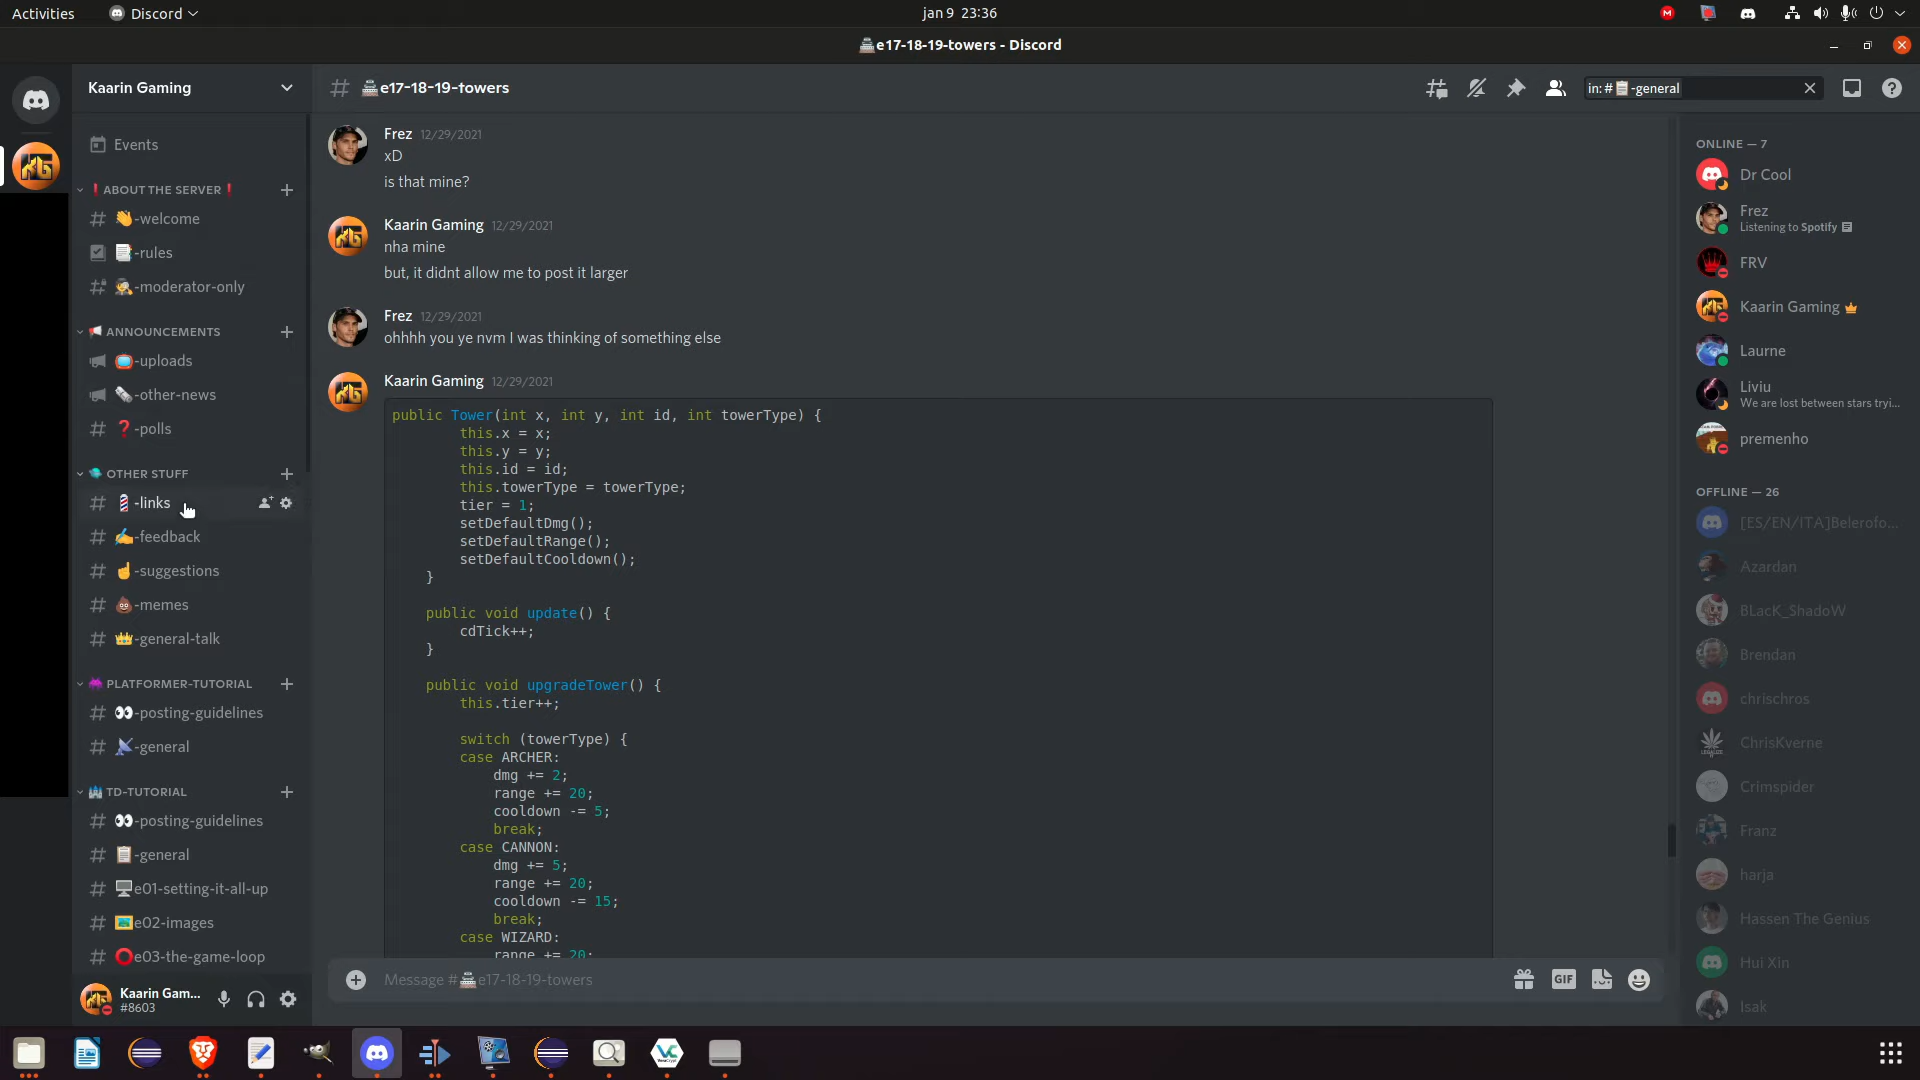 Activities
Discord
jan 9 23:36
e17-18-19-towers - Discord
Kaarin Gaming
Events
ABOUT THE SERVER
-welcome
-rules
-moderator-only
ANNOUNCEMENTS
-uploads
-other-news
-polls
OTHER STUFF
-links
-feedback
-suggestions
-memes
-general-talk
PLATFORMER-TUTORIAL
-posting-guidelines
-general
TD-TUTORIAL
-posting-guidelines
-general
e01-setting-it-all-up
e02-images
e03-the-game-loop
Kaarin Gam...
#8603
e17-18-19-towers
in:# -general
Frez 12/29/2021
xD
is that mine?
Kaarin Gaming 12/29/2021
nha mine
but, it didnt allow me to post it larger
Frez 12/29/2021
ohhhh you ye nvm I was thinking of something else
Kaarin Gaming 12/29/2021
public Tower(int x, int y, int id, int towerType) {
this.x = x;
this.y = y;
this.id = id;
this.towerType = towerType;
tier = 1;
setDefaultDmg();
setDefaultRange();
setDefaultCooldown();
}
public void update() {
cdTick++;
}
public void upgradeTower() {
this.tier++;
switch (towerType) {
case ARCHER:
dmg += 2;
range += 20;
cooldown -= 5;
break;
case CANNON:
dmg += 5;
range += 20;
cooldown -= 15;
break;
case WIZARD:
range += 20;
Message # e17-18-19-towers
GIF
ONLINE — 7
Dr Cool
Frez
Listening to Spotify
FRV
Kaarin Gaming
Laurne
Liviu
We are lost between stars tryi...
premenho
OFFLINE — 26
[ES/EN/ITA]Belerofo...
Azardan
BLacK_ShadoW
Brendan
chrischros
ChrisKverne
Crimspider
Franz
harja
Hassen The Genius
Hui Xin
Isak